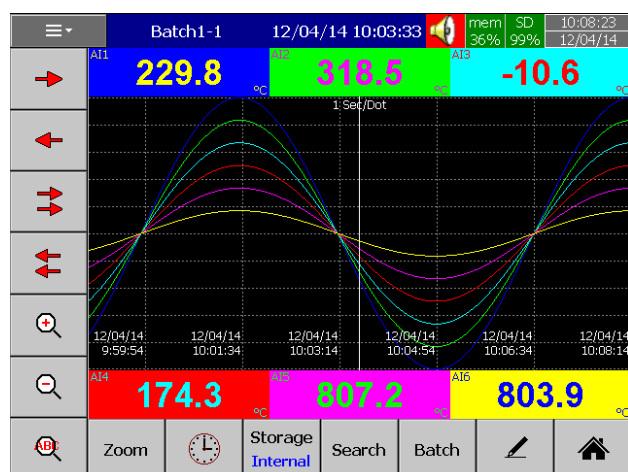 Batch1-1 12/04/14 10:03:33 mem 36% SD 99% 10:08:23 12/04/14
AI1 229.8 °C AI2 318.5 °C AI3 -10.6 °C
1 Sec/Dot
12/04/14 12/04/14 12/04/14 12/04/14 12/04/14 12/04/14
9:59:54 10:01:34 10:03:14 10:04:54 10:06:34 10:08:14
AI4 174.3 °C AI5 807.2 °C AI6 803.9 °C
ABC Zoom Storage Internal Search Batch